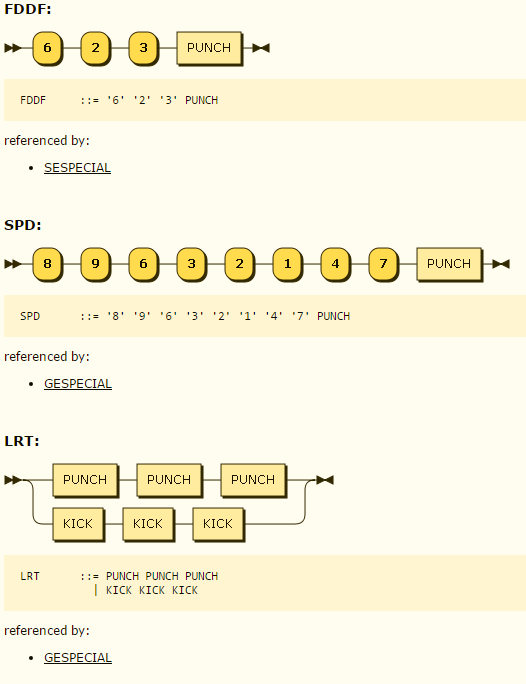 FDDF:
6 2 3 PUNCH
FDDF ::= '6' '2' '3' PUNCH
referenced by:
• SESPECIAL
SPD:
8 9 6 3 2 1 4 7 PUNCH
SPD ::= '8' '9' '6' '3' '2' '1' '4' '7' PUNCH
referenced by:
• GESPECIAL
LRT:
PUNCH PUNCH PUNCH
KICK KICK KICK
LRT ::= PUNCH PUNCH PUNCH
| KICK KICK KICK
referenced by:
• GESPECIAL